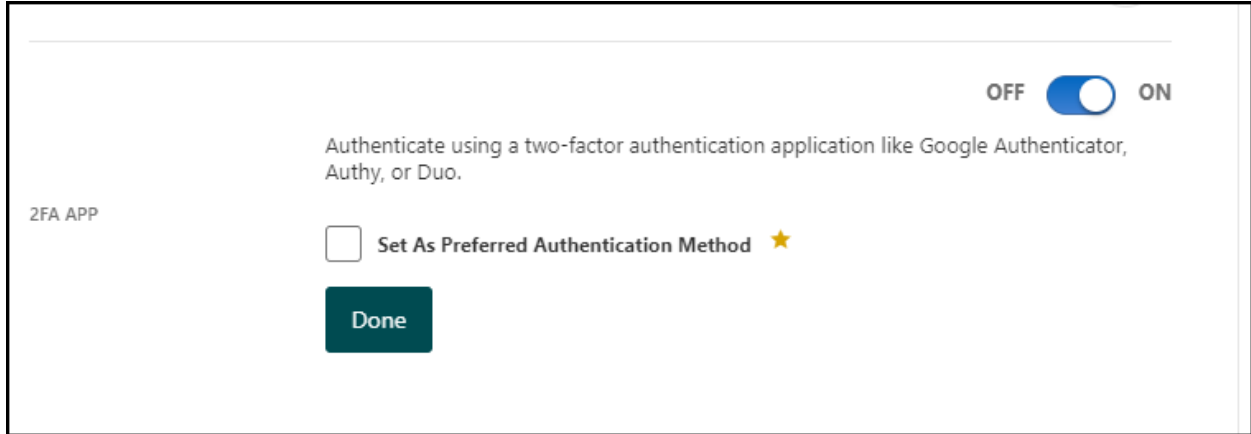 OFF ON
Authenticate using a two-factor authentication application like Google Authenticator,
Authy, or Duo.
2FA APP
Set As Preferred Authentication Method
Done